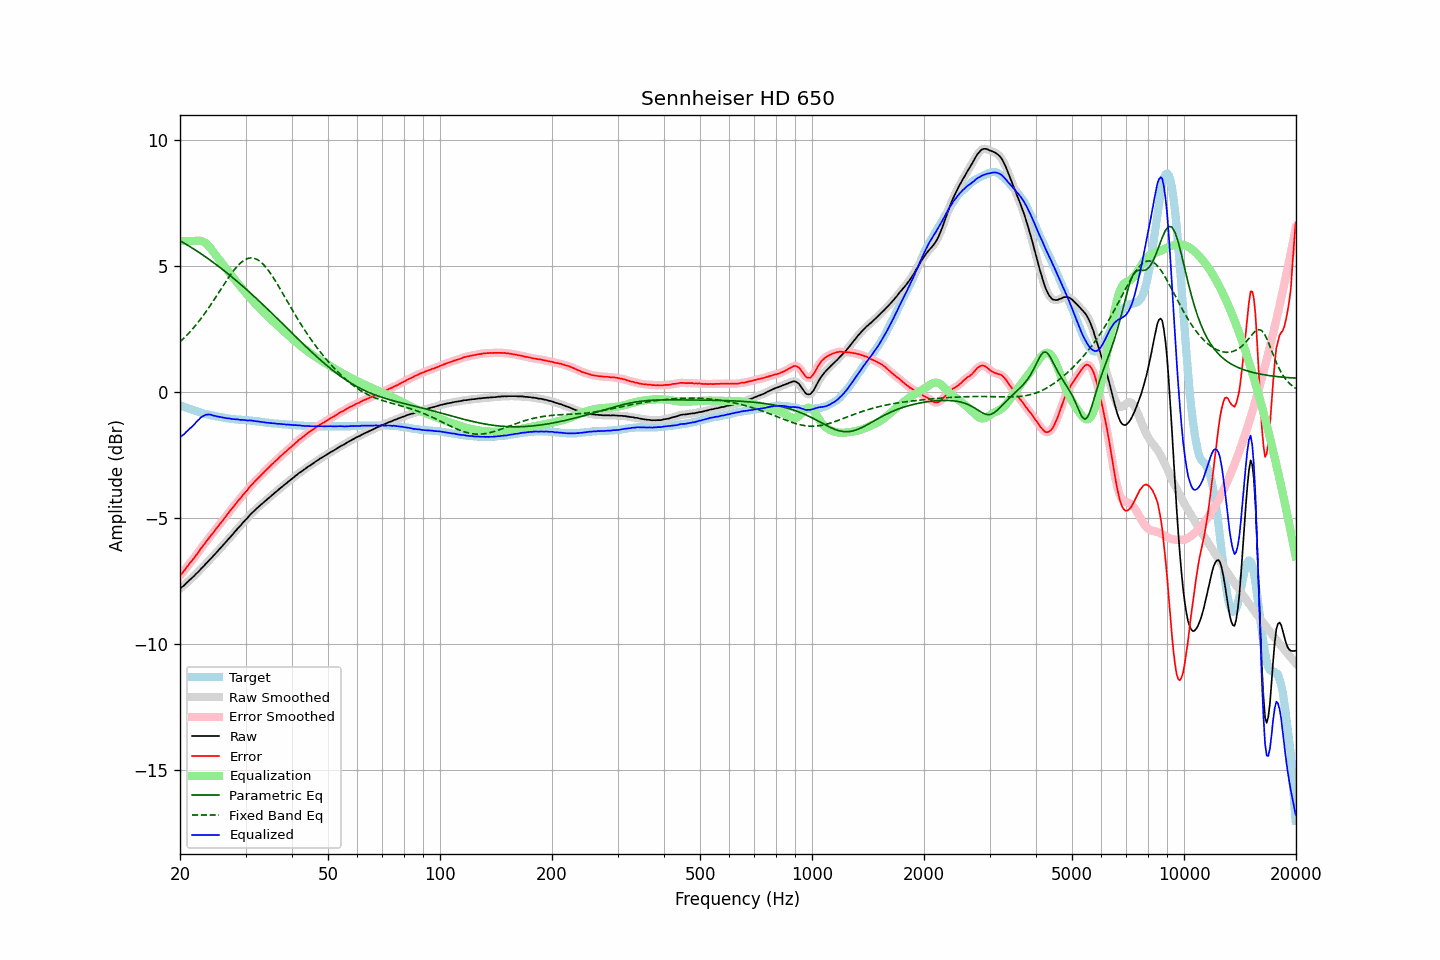 Sennheiser HD 650
10
5
0
−5
−10
−15
Amplitude (dBr)
Target
Raw Smoothed
Error Smoothed
Raw
Error
Equalization
Parametric Eq
Fixed Band Eq
Equalized
20 50 100 200 500 1000 2000 5000 10000 20000
Frequency (Hz)